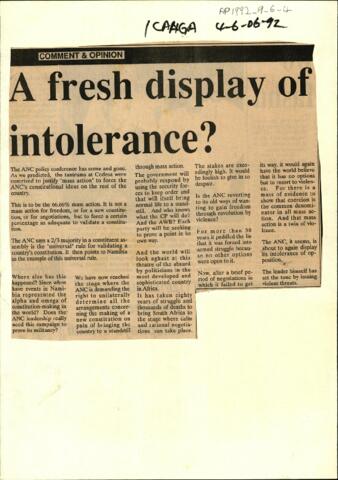 AP1992_9-6-4
ICANGA 4-6-06-92
COMMENT & OPINION
A fresh display of
intolerance?
The ANC policy conference has come and gone.
As we predicted, the tantrums at Codesa were
converted to justify "mass action" to force the
ANC's constitutional ideas on the rest of the
country.
This is to be the 66.66% mass action. It is not a
mass action for freedom, or for a new constitu-
tion, or for negotiations, but to force a certain
percentage as adequate to validate a constitu-
tion.
The ANC says a 2/3 majority in a constituent as-
sembly is the 'universal' rule for validating a
country's constitution. It then points to Namibia
as the example of this universal rule.
Where else has this
happened? Since when
have events in Nami-
bia represented the
alpha and omega of
constitution making in
the world? Does the
ANC leadership really
need this campaign to
prove its militancy?
We have now reached
the stage where the
ANC is demanding the
right to unilaterally
determine all the
arrangements concern-
ing the making of a
new constitution on
pain of bringing the
country to a standstill
through mass action.
The government will
probably respond by
using the security for-
ces to keep order and
that will itself bring
normal life to a stand-
still. And who knows
what the CP will do?
And the AWB? Each
party will be seeking
to prove a point in its
own way.
And the world will
look aghast at this
display of the absurd
by politicians in the
most developed and
sophisticated country
in Africa.
It has taken eighty
years of struggle and
thousands of deaths to
bring South Africa to
the stage where calm
and rational negotia-
tions can take place.
The stakes are excee-
dingly high. It would
be foolish to give in to
despair.
Is the ANC reverting
to its old ways of wan-
ting to gain freedom
through revolution by
violence?
For more than 30
years it peddled the lie
that it was forced into
armed struggle becau-
se no other options
were open to it.
Now, after a brief pe-
riod of negotiations in
which it failed to get
its way, it would again
have the world believe
that it has no options
but to resort to violen-
ce. For there is a
mass of evidence to
show that coercion is
the common denomi-
nator in all mass ac-
tion. And that mass
action is a twin of vio-
lence.
The ANC, it seems, is
about to again display
its intolerance of op-
position.
The leader himself has
set the tone by issuing
violent threats.